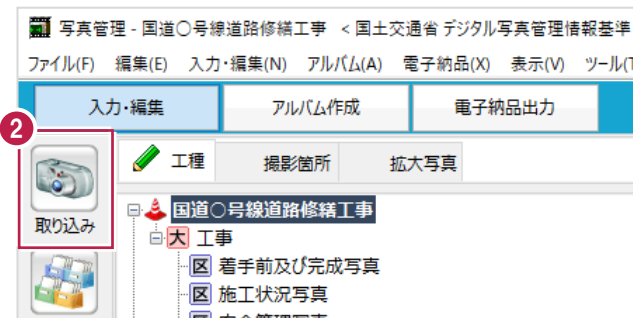 写真管理 - 国道〇号線道路修繕工事 < 国土交通省 デジタル写真管理情報基準
ファイル(F) 編集(E) 入力・編集(N) アルバム(A) 電子納品(X) 表示(V) ツール(T
入力・編集 アルバム作成 電子納品出力
2
取り込み
工種 撮影箇所 拡大写真
国道〇号線道路修繕工事
大 工事
区 着手前及び完成写真
区 施工状況写真